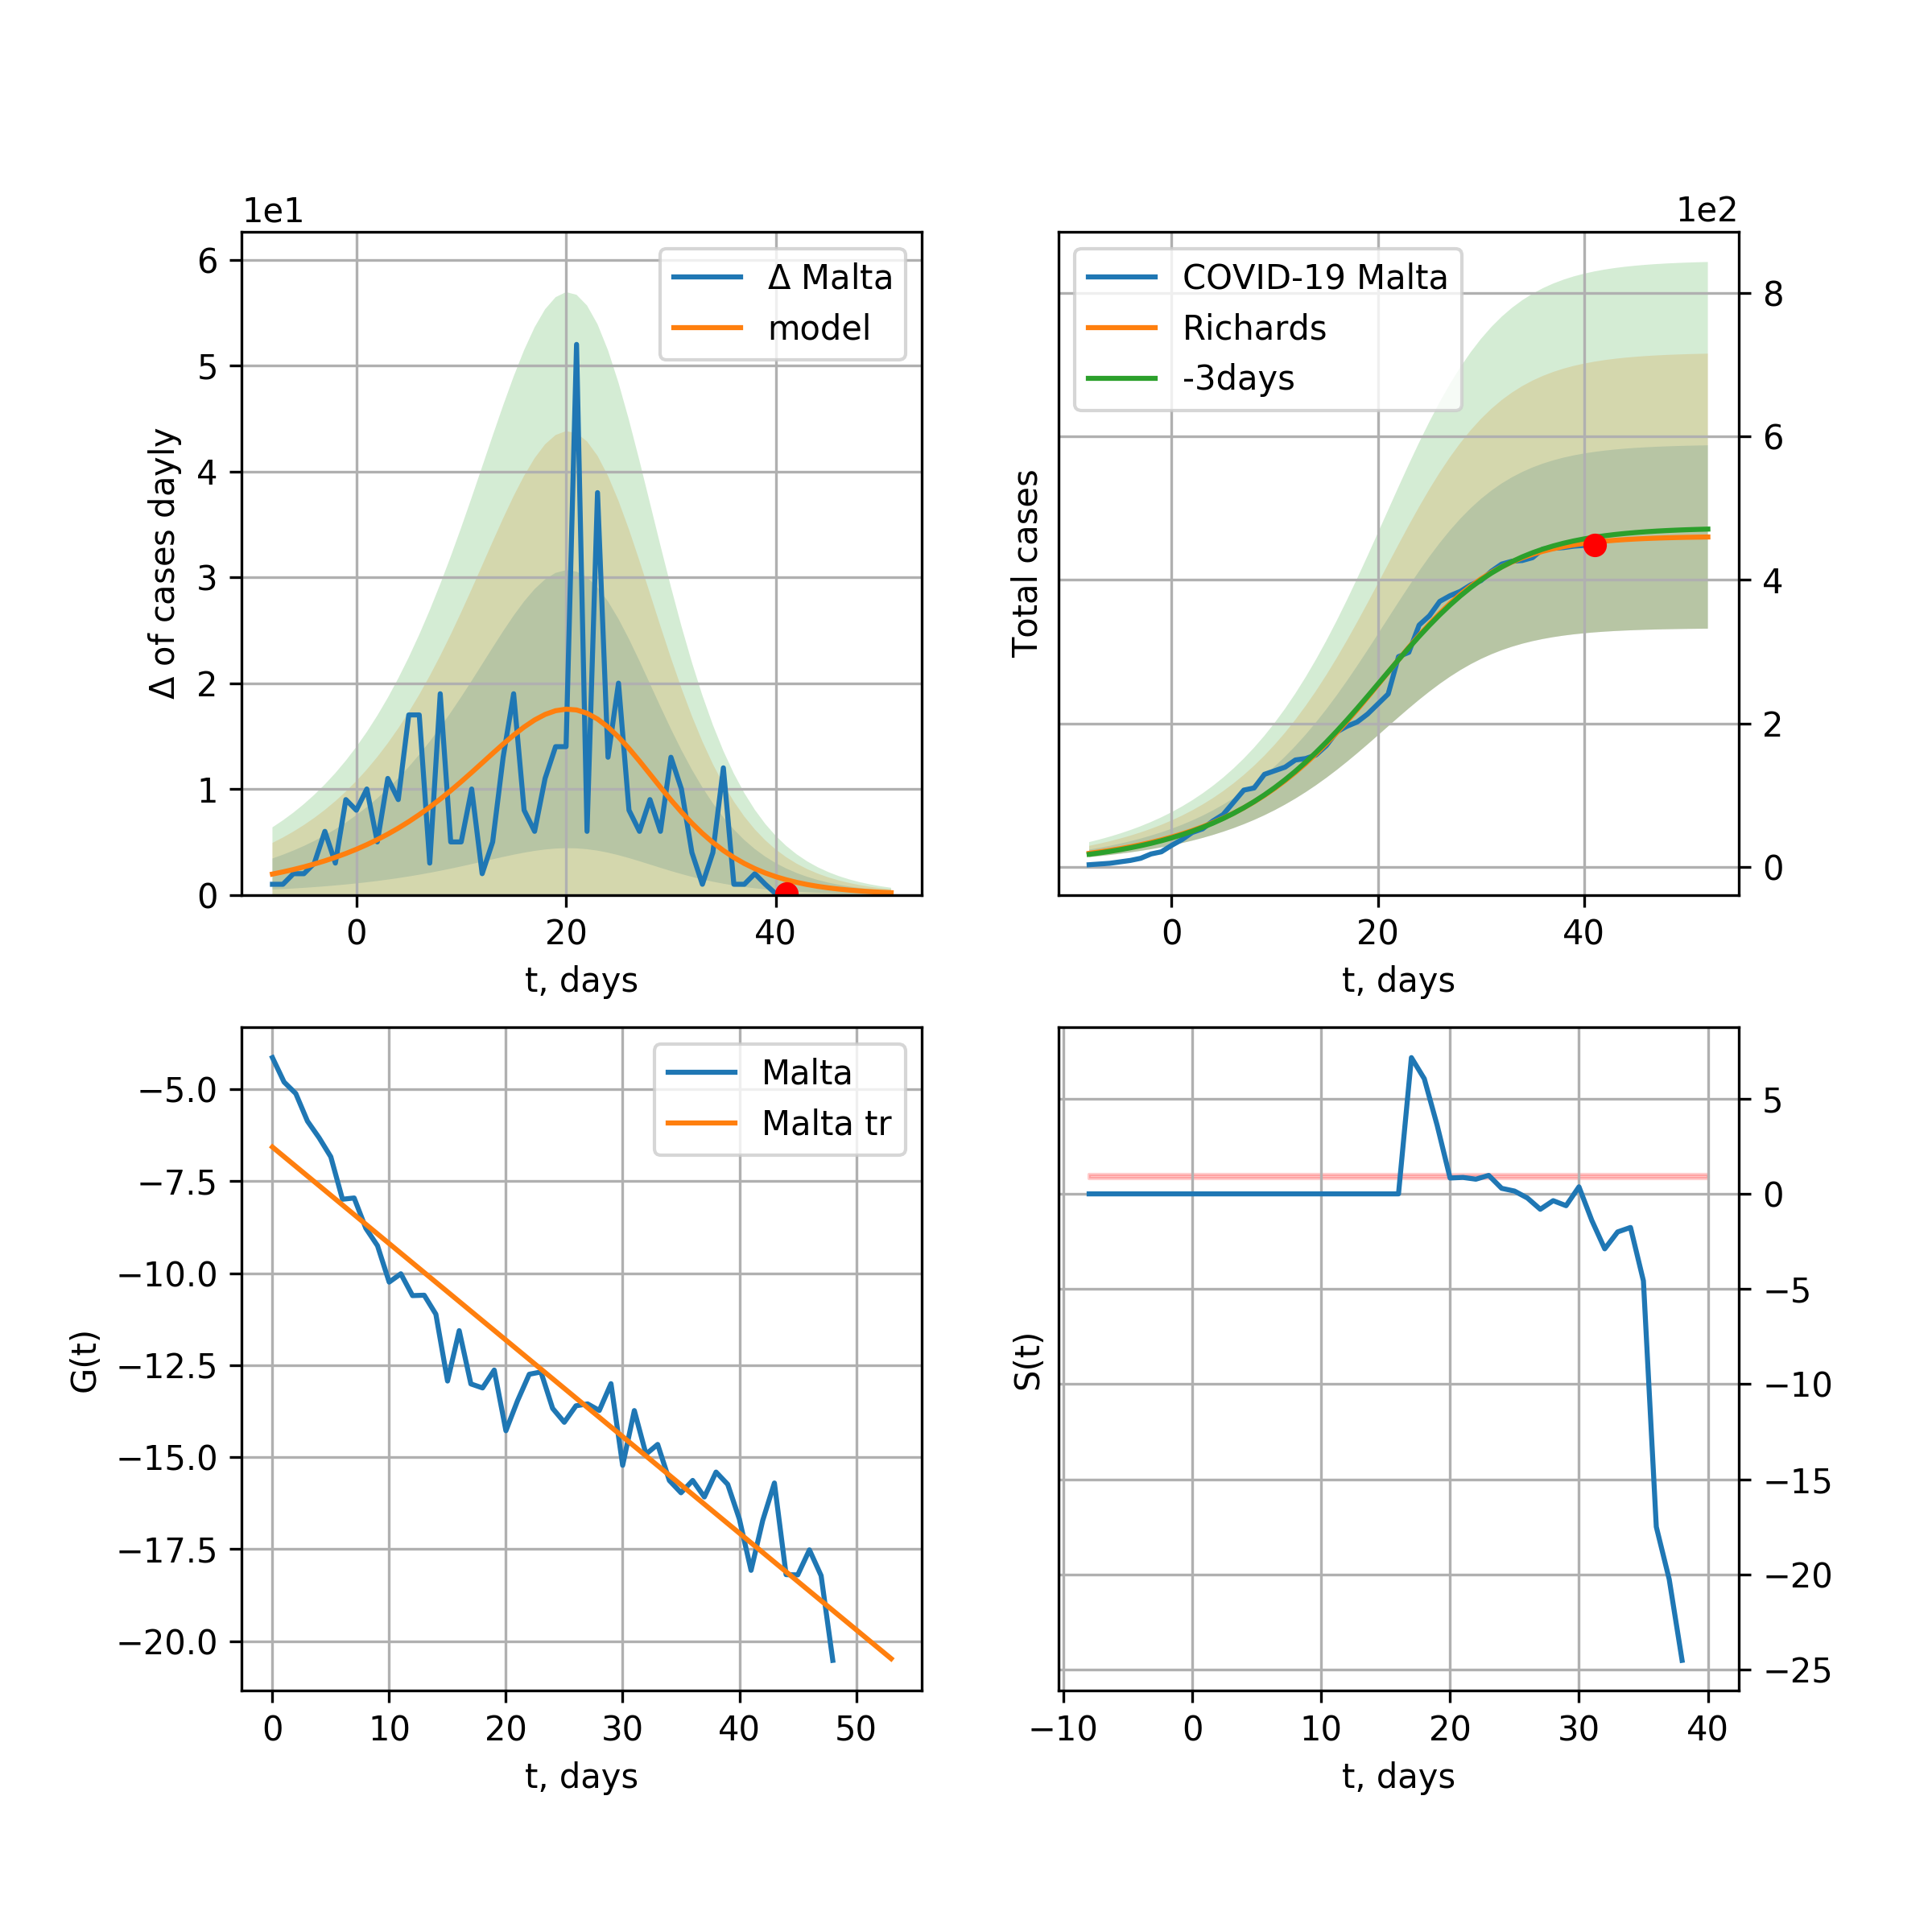 1e1
Δ of cases dayly
6
5
4
3
2
1
0
Δ Malta
model
0 20 40
t, days
1e2
Total cases
COVID-19 Malta
Richards
-3days
8
6
4
2
0
0 20 40
t, days
G(t)
−5.0
−7.5
−10.0
−12.5
−15.0
−17.5
−20.0
Malta
Malta tr
0 10 20 30 40 50
t, days
S(t)
5
0
−5
−10
−15
−20
−25
−10 0 10 20 30 40
t, days